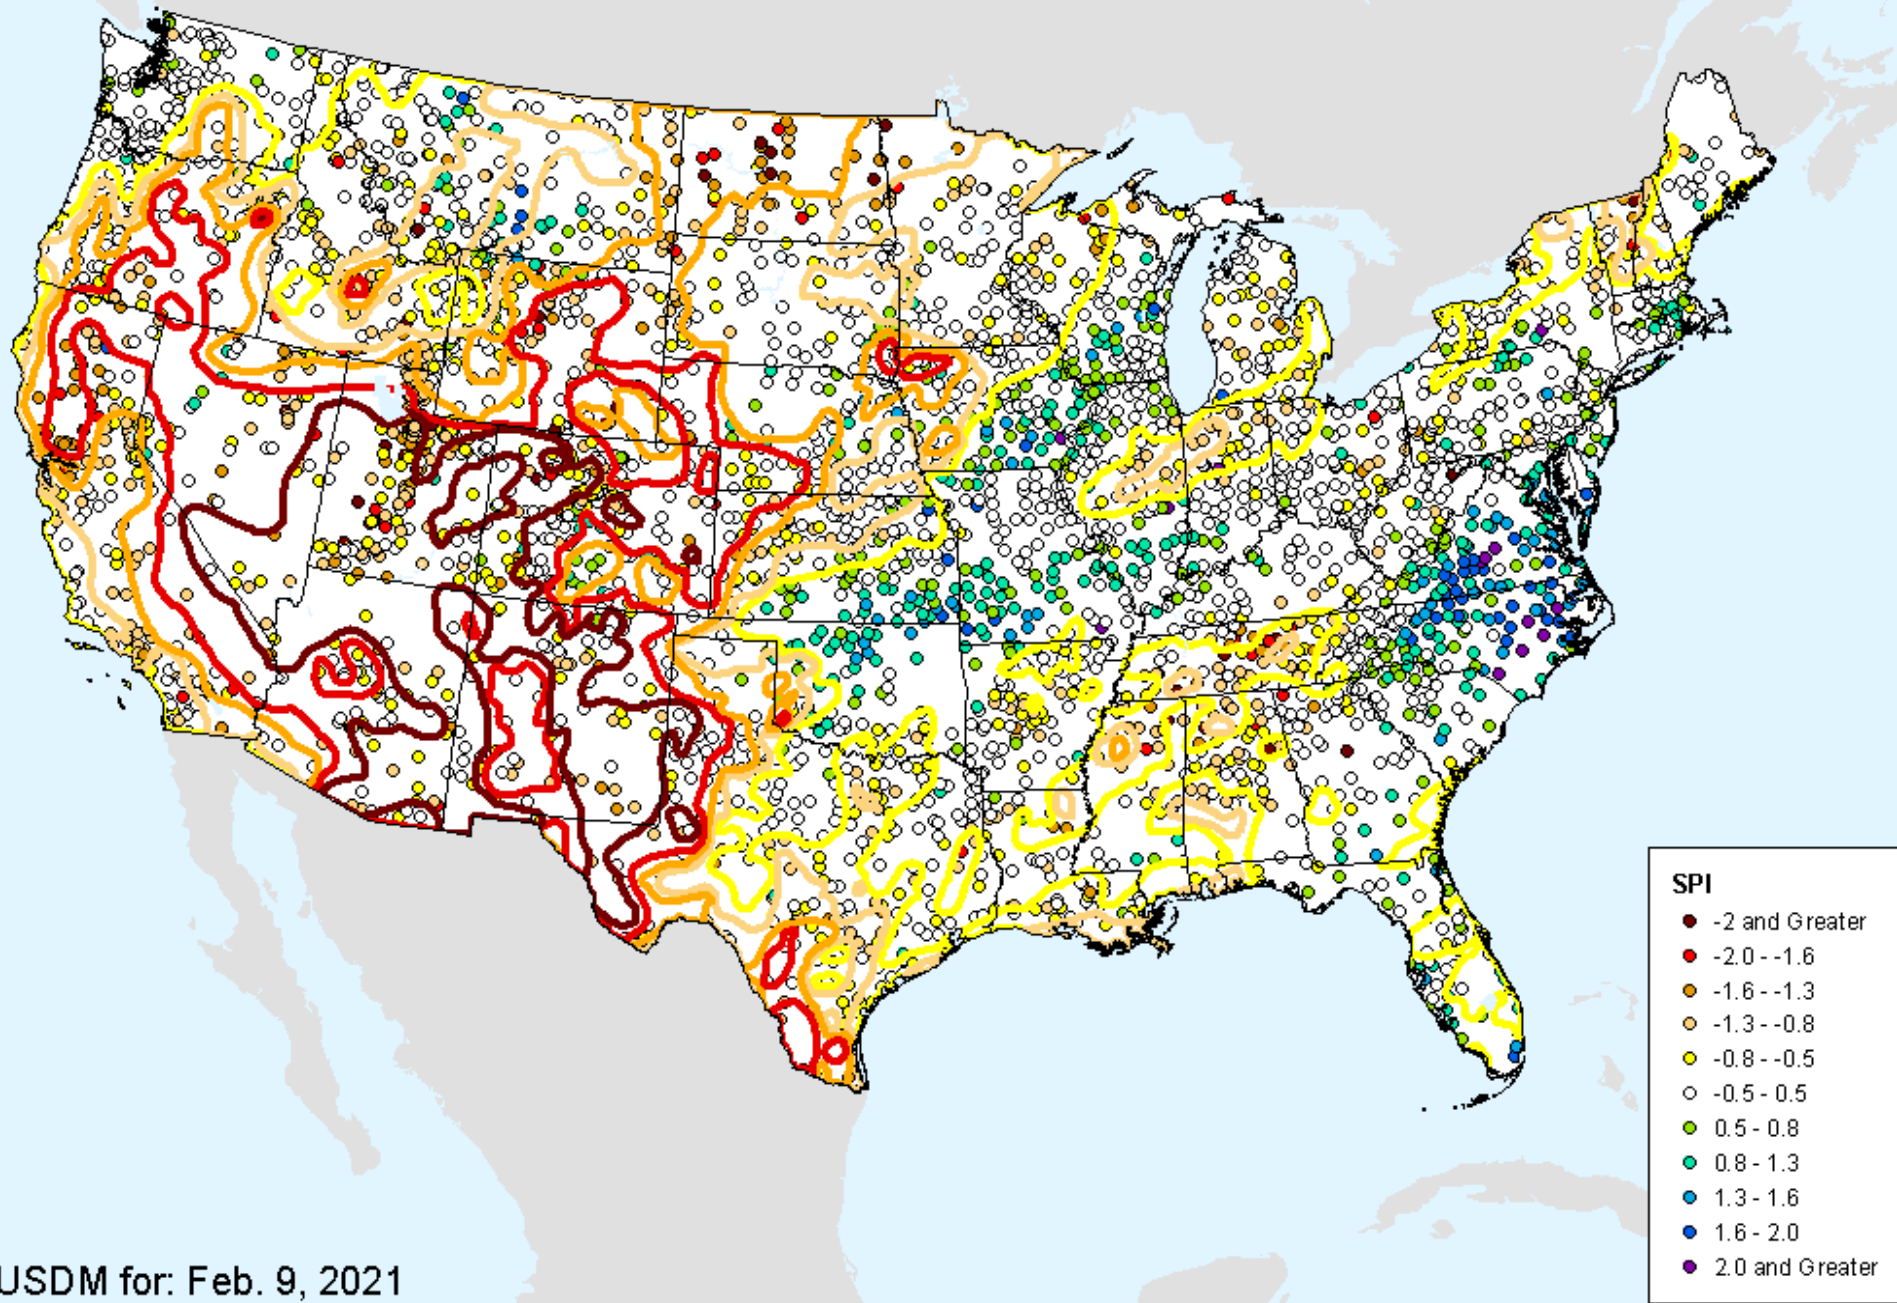 SPI
-2 and Greater
-2.0 - -1.6
-1.6 - -1.3
-1.3 - -0.8
-0.8 - -0.5
-0.5 - 0.5
0.5 - 0.8
0.8 - 1.3
1.3 - 1.6
1.6 - 2.0
2.0 and Greater
USDM for: Feb. 9, 2021